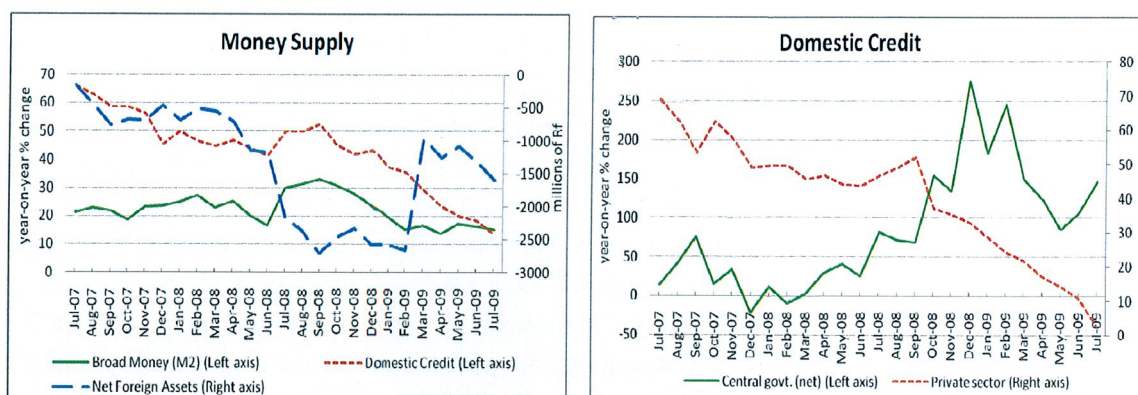 Money Supply
year-on-year % change
70
60
50
40
30
20
10
0
0
-500
-1000
-1500
-2000
-2500
-3000
millions of Rf
Jul-07
Aug-07
Sep-07
Oct-07
Nov-07
Dec-07
Jan-08
Feb-08
Mar-08
Apr-08
May-08
Jun-08
Jul-08
Aug-08
Sep-08
Oct-08
Nov-08
Dec-08
Jan-09
Feb-09
Mar-09
Apr-09
May-09
Jun-09
Jul-09
Broad Money (M2) (Left axis)
Domestic Credit (Left axis)
Net Foreign Assets (Right axis)
Domestic Credit
year-on-year % change
300
250
200
150
100
50
0
-50
80
70
60
50
40
30
20
10
0
Jul-07
Aug-07
Sep-07
Oct-07
Nov-07
Dec-07
Jan-08
Feb-08
Mar-08
Apr-08
May-08
Jun-08
Jul-08
Aug-08
Sep-08
Oct-08
Nov-08
Dec-08
Jan-09
Feb-09
Mar-09
Apr-09
May-09
Jun-09
Jul-09
Central govt. (net) (Left axis)
Private sector (Right axis)